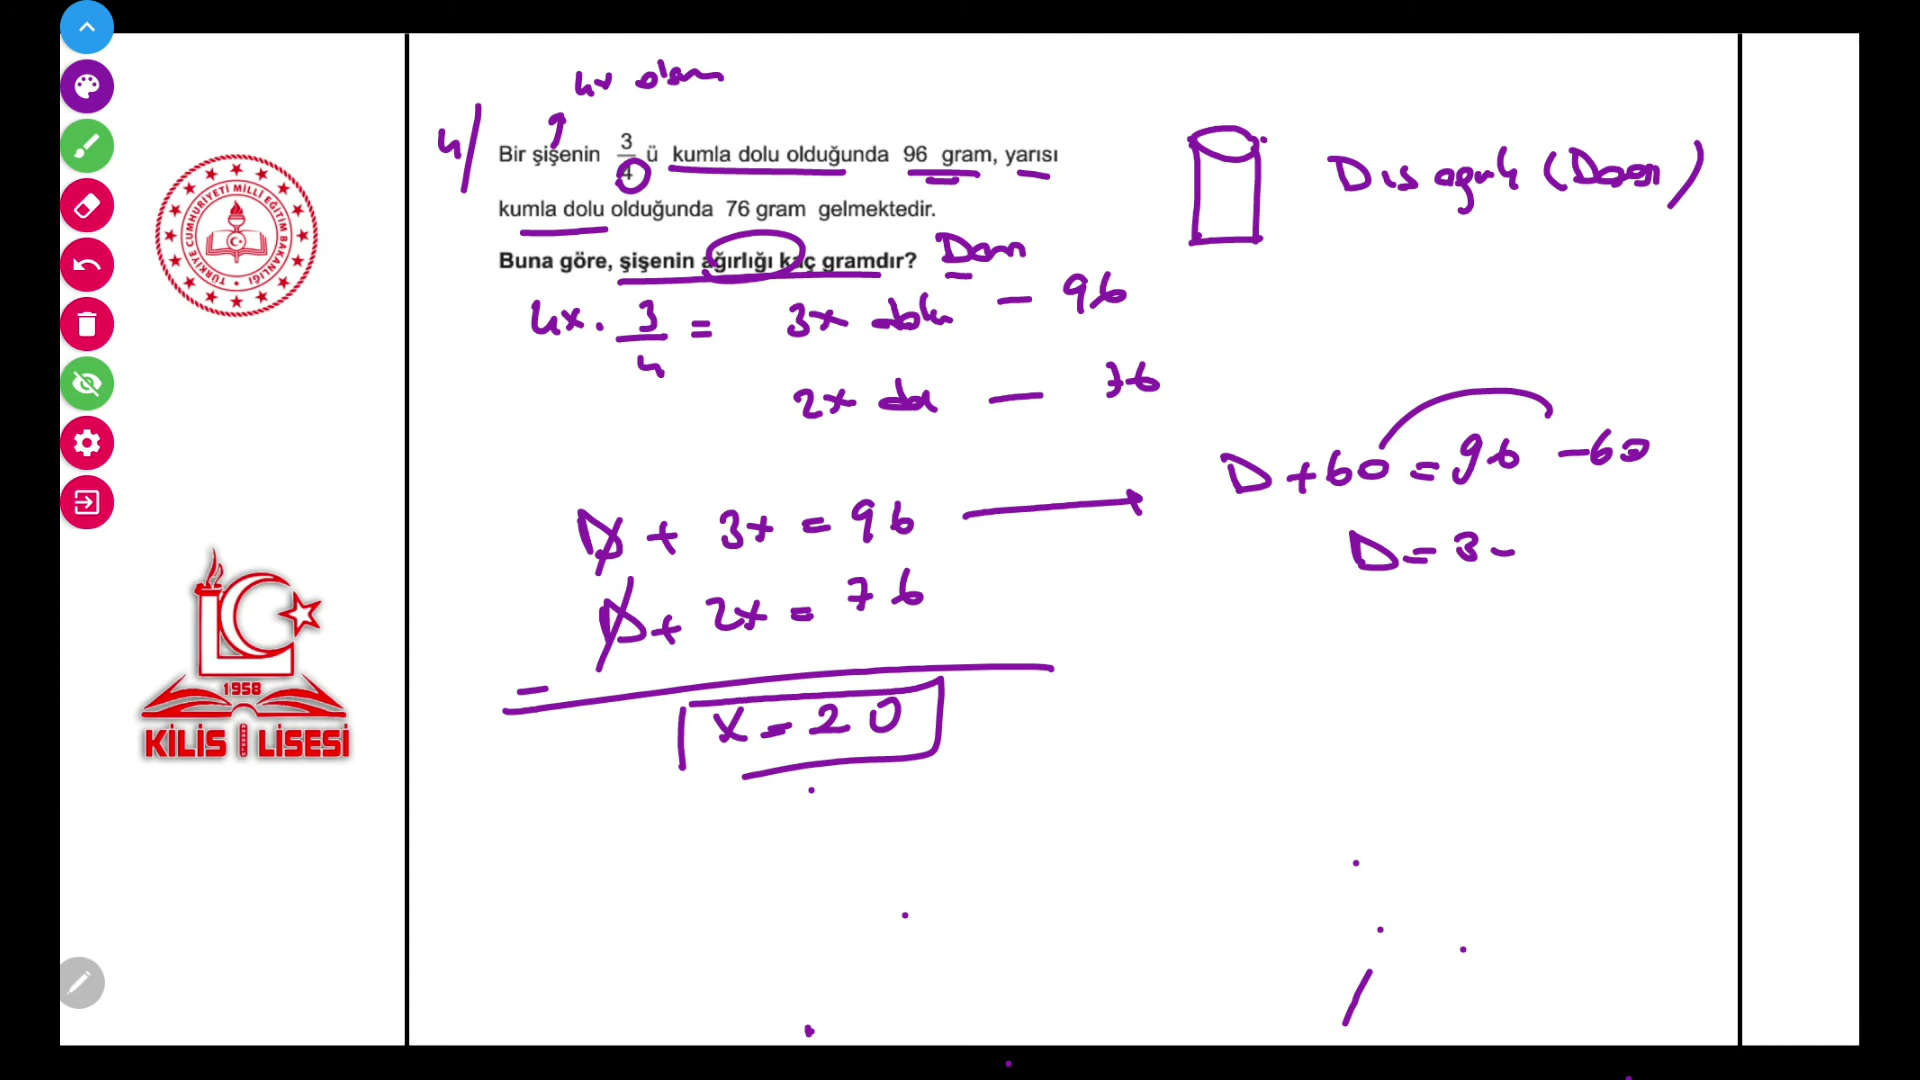 4x olsun
4/
Bir şişenin 3/4 ü kumla dolu olduğunda 96 gram, yarısı
kumla dolu olduğunda 76 gram gelmektedir.
Buna göre, şişenin ağırlığı kaç gramdır?
Dara
Dış ağırlık (Dara)
4x · 3/4 = 3x dolu — 96
2x dolu — 76
D + 3x = 96
D + 2x = 76
x = 20
D + 60 = 96 - 60
D = 3
TÜRKİYE CUMHURİYETİ MİLLİ EĞİTİM BAKANLIĞI
1958
KİLİS LİSESİ